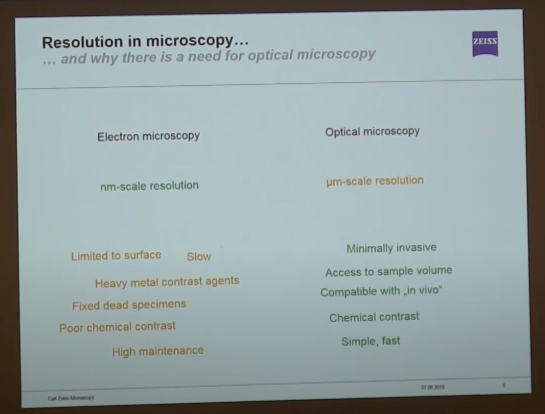 Resolution in microscopy…
… and why there is a need for optical microscopy
ZEISS
Electron microscopy
Optical microscopy
nm-scale resolution
µm-scale resolution
Limited to surface
Slow
Heavy metal contrast agents
Fixed dead specimens
Poor chemical contrast
High maintenance
Minimally invasive
Access to sample volume
Compatible with „in vivo“
Chemical contrast
Simple, fast
Carl Zeiss Microscopy